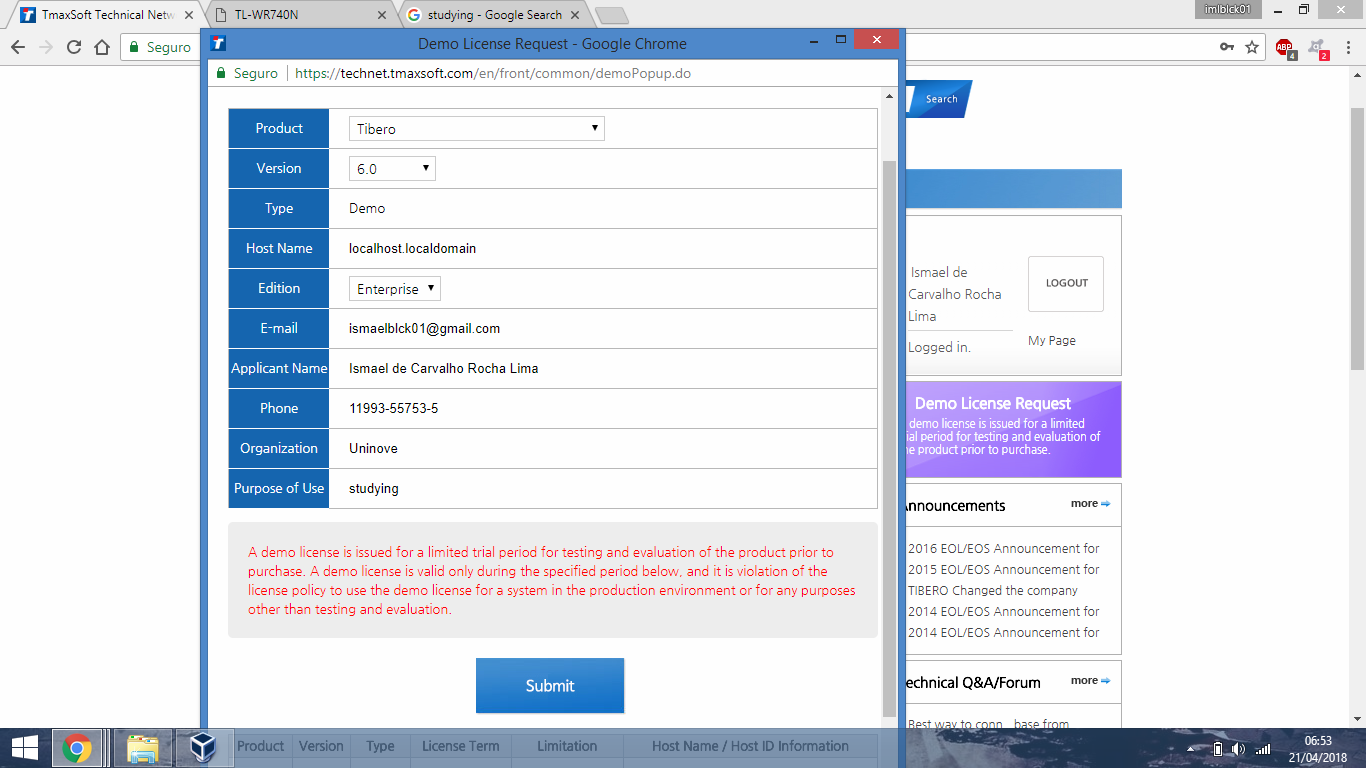 TmaxSoft Technical Netw
TL-WR740N
studying - Google Search
imlblck01
Seguro
ABP
4
2
Demo License Request - Google Chrome
Seguro
https://technet.tmaxsoft.com/en/front/common/demoPopup.do
Search
Product Tibero
Version 6.0
Type Demo
Host Name localhost.localdomain
Edition Enterprise
E-mail ismaelblck01@gmail.com
Applicant Name Ismael de Carvalho Rocha Lima
Phone 11993-55753-5
Organization Uninove
Purpose of Use studying
A demo license is issued for a limited trial period for testing and evaluation of the product prior to
purchase. A demo license is valid only during the specified period below, and it is violation of the
license policy to use the demo license for a system in the production environment or for any purposes
other than testing and evaluation.
Submit
Product Version Type License Term Limitation Host Name / Host ID Information
Ismael de
Carvalho Rocha
Lima
Logged in.
LOGOUT
My Page
Demo License Request
demo license is issued for a limited
ial period for testing and evaluation of
e product prior to purchase.
nnouncements more
2016 EOL/EOS Announcement for
2015 EOL/EOS Announcement for
TIBERO Changed the company
2014 EOL/EOS Announcement for
2014 EOL/EOS Announcement for
echnical Q&A/Forum more
Best way to conn base from
06:53
21/04/2018